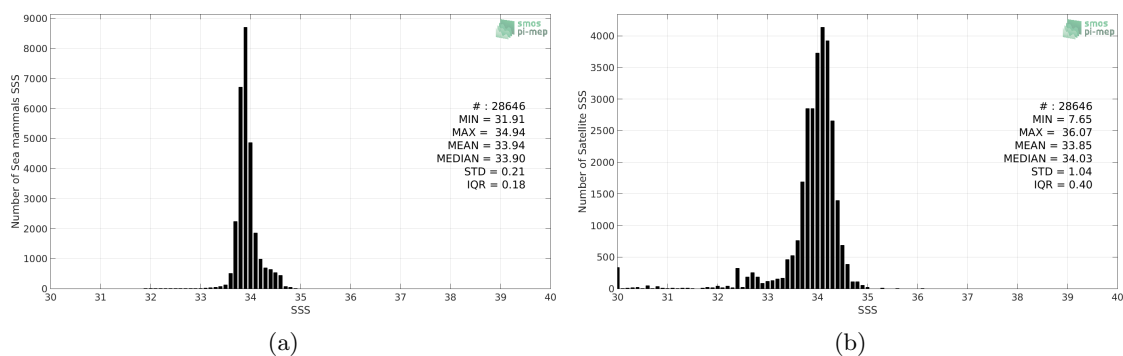 smos
pi-mep
Number of Sea mammals SSS
9000
8000
7000
6000
5000
4000
3000
2000
1000
0
# : 28646
MIN = 31.91
MAX = 34.94
MEAN = 33.94
MEDIAN = 33.90
STD = 0.21
IQR = 0.18
30 31 32 33 34 35 36 37 38 39 40
SSS
(a)
smos
pi-mep
Number of Satellite SSS
4000
3500
3000
2500
2000
1500
1000
500
0
# : 28646
MIN = 7.65
MAX = 36.07
MEAN = 33.85
MEDIAN = 34.03
STD = 1.04
IQR = 0.40
30 31 32 33 34 35 36 37 38 39 40
SSS
(b)